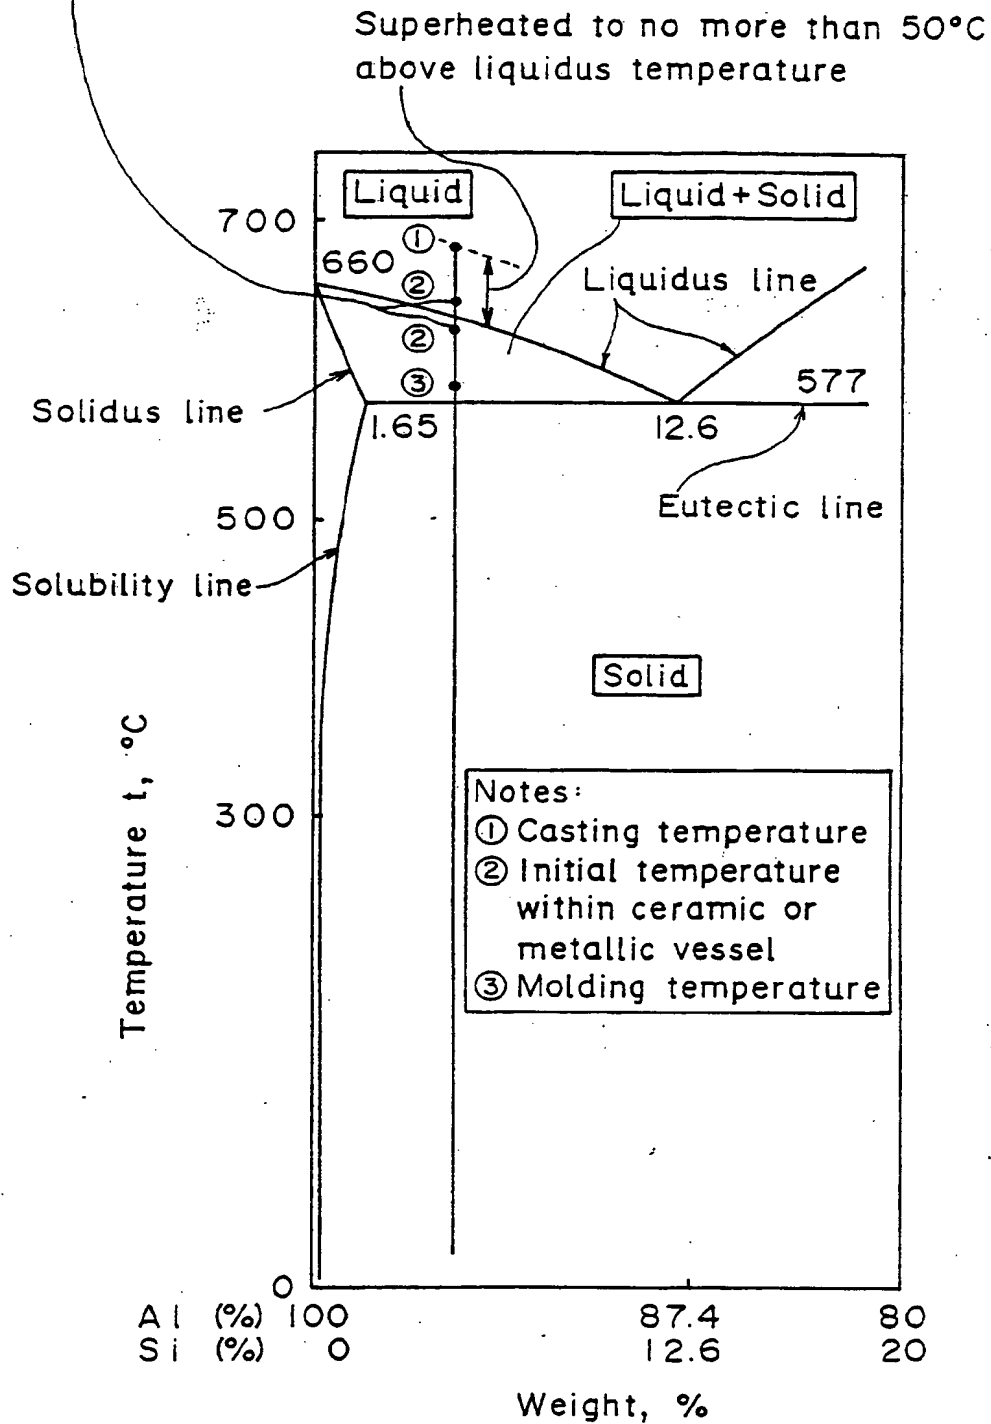 Superheated to no more than 50°C
above liquidus temperature
Liquid
Liquid+Solid
700
①
660
②
Liquidus line
②
③
577
Solidus line
1.65
12.6
Eutectic line
500
Solubility line
Solid
Temperature t, °C
300
Notes:
① Casting temperature
② Initial temperature
within ceramic or
metallic vessel
③ Molding temperature
0
Al (%) 100 87.4 80
Si (%) 0 12.6 20
Weight, %